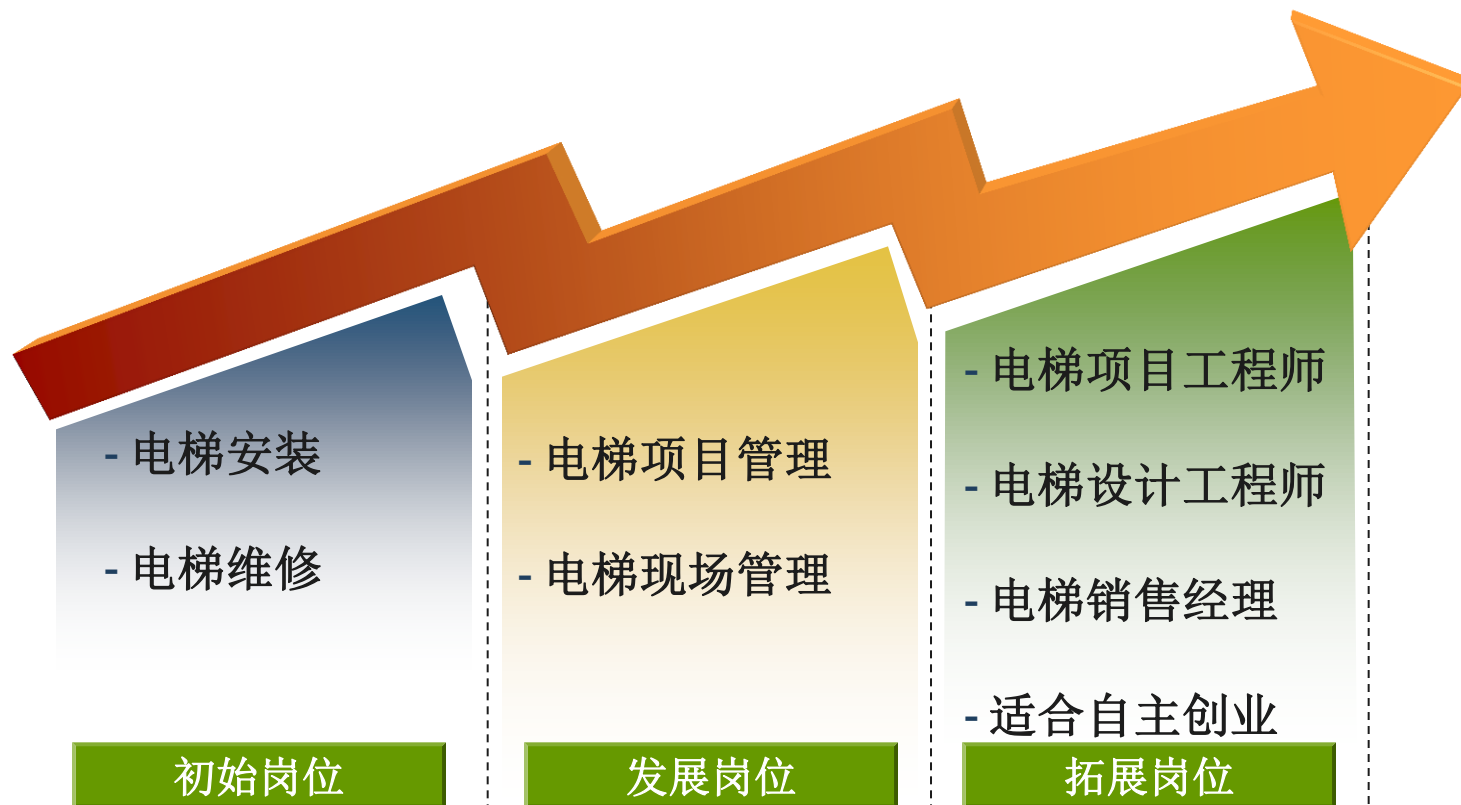 - 电梯安装
- 电梯维修
初始岗位
- 电梯项目管理
- 电梯现场管理
发展岗位
- 电梯项目工程师
- 电梯设计工程师
- 电梯销售经理
- 适合自主创业
拓展岗位